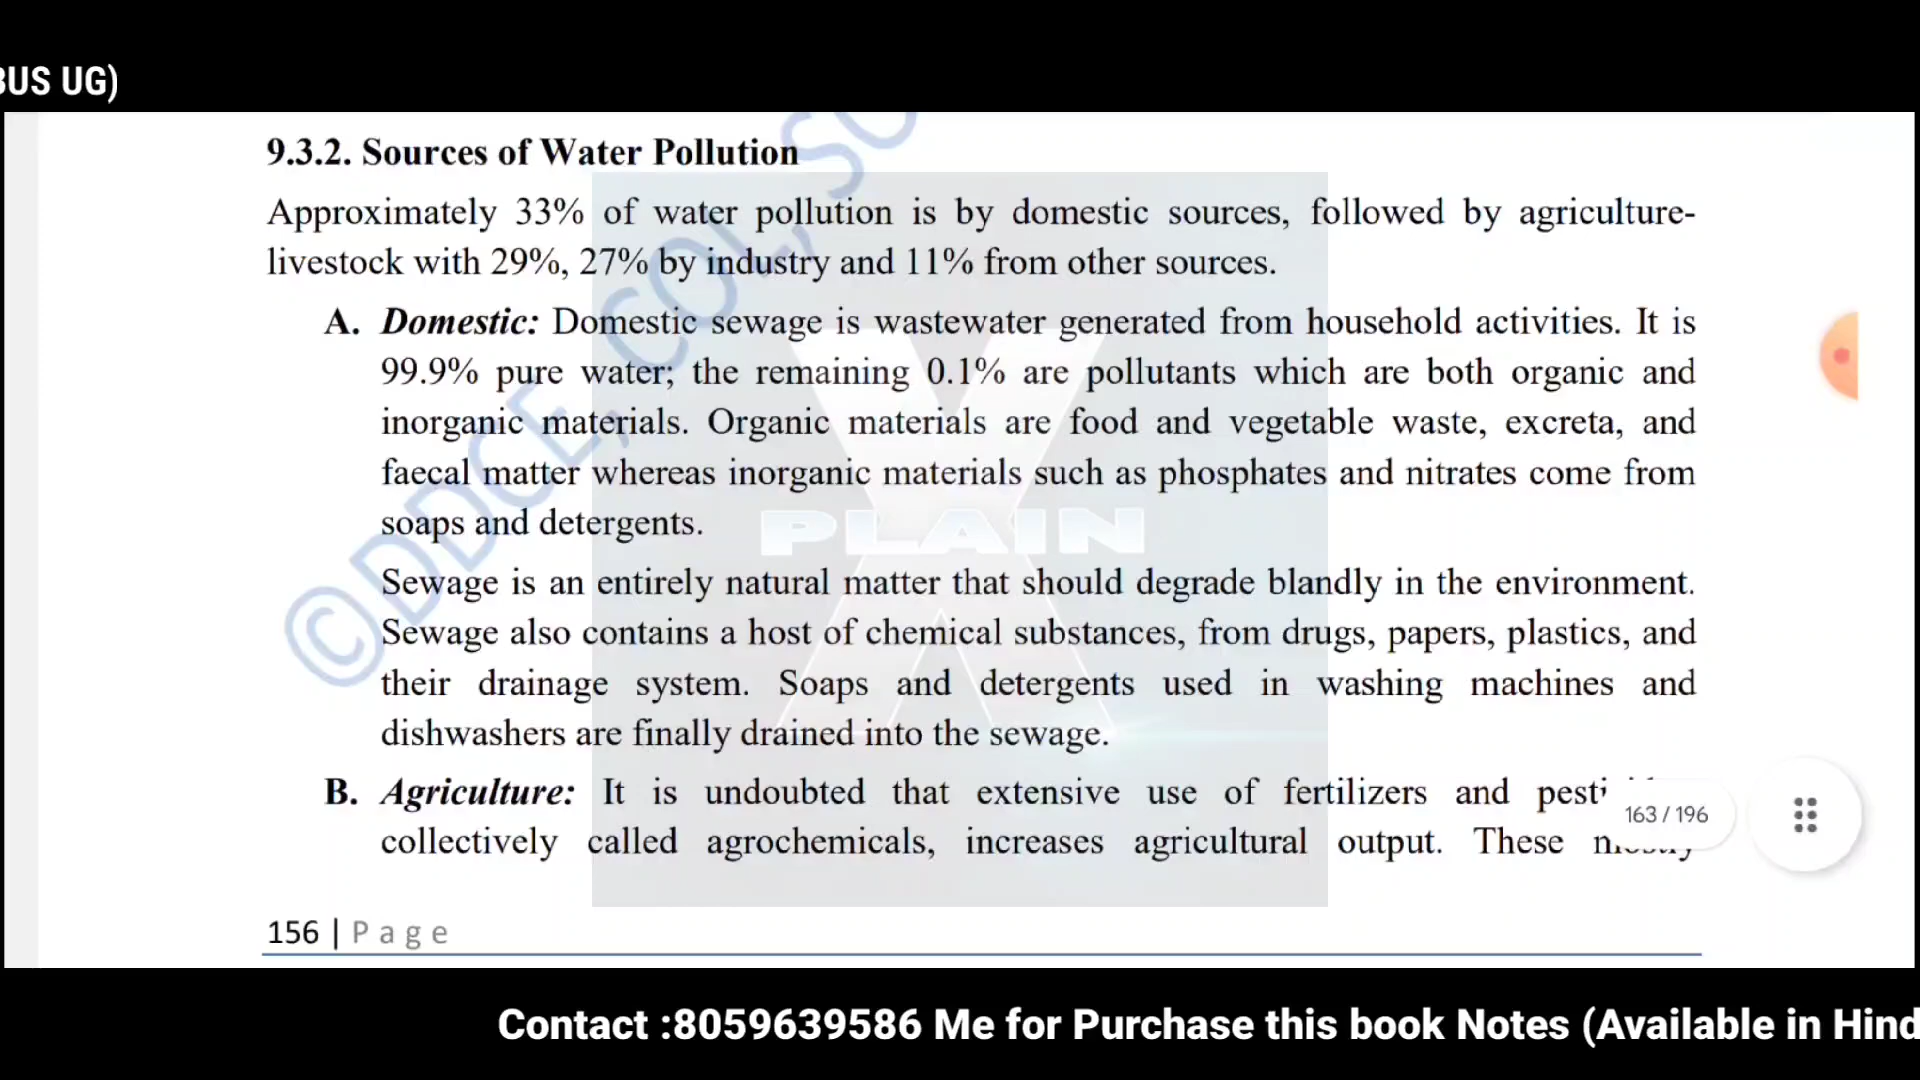 BUS UG)
9.3.2. Sources of Water Pollution
Approximately 33% of water pollution is by domestic sources, followed by agriculture-
livestock with 29%, 27% by industry and 11% from other sources.
A. Domestic: Domestic sewage is wastewater generated from household activities. It is
99.9% pure water; the remaining 0.1% are pollutants which are both organic and
inorganic materials. Organic materials are food and vegetable waste, excreta, and
faecal matter whereas inorganic materials such as phosphates and nitrates come from
soaps and detergents.
Sewage is an entirely natural matter that should degrade blandly in the environment.
Sewage also contains a host of chemical substances, from drugs, papers, plastics, and
their drainage system. Soaps and detergents used in washing machines and
dishwashers are finally drained into the sewage.
B. Agriculture: It is undoubted that extensive use of fertilizers and
collectively called agrochemicals, increases agricultural output. These
163 / 196
156 | Page
©DDCE, COL, SO
X
PLAIN
Contact :8059639586 Me for Purchase this book Notes (Available in Hind